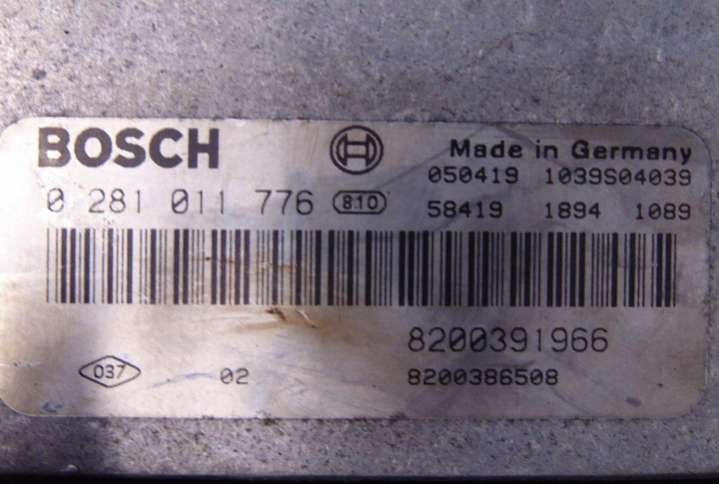 BOSCH
Made in Germany
050419 1039S04039
0 281 011 776 810
58419 1894 1089
8200391966
037 02 8200386508